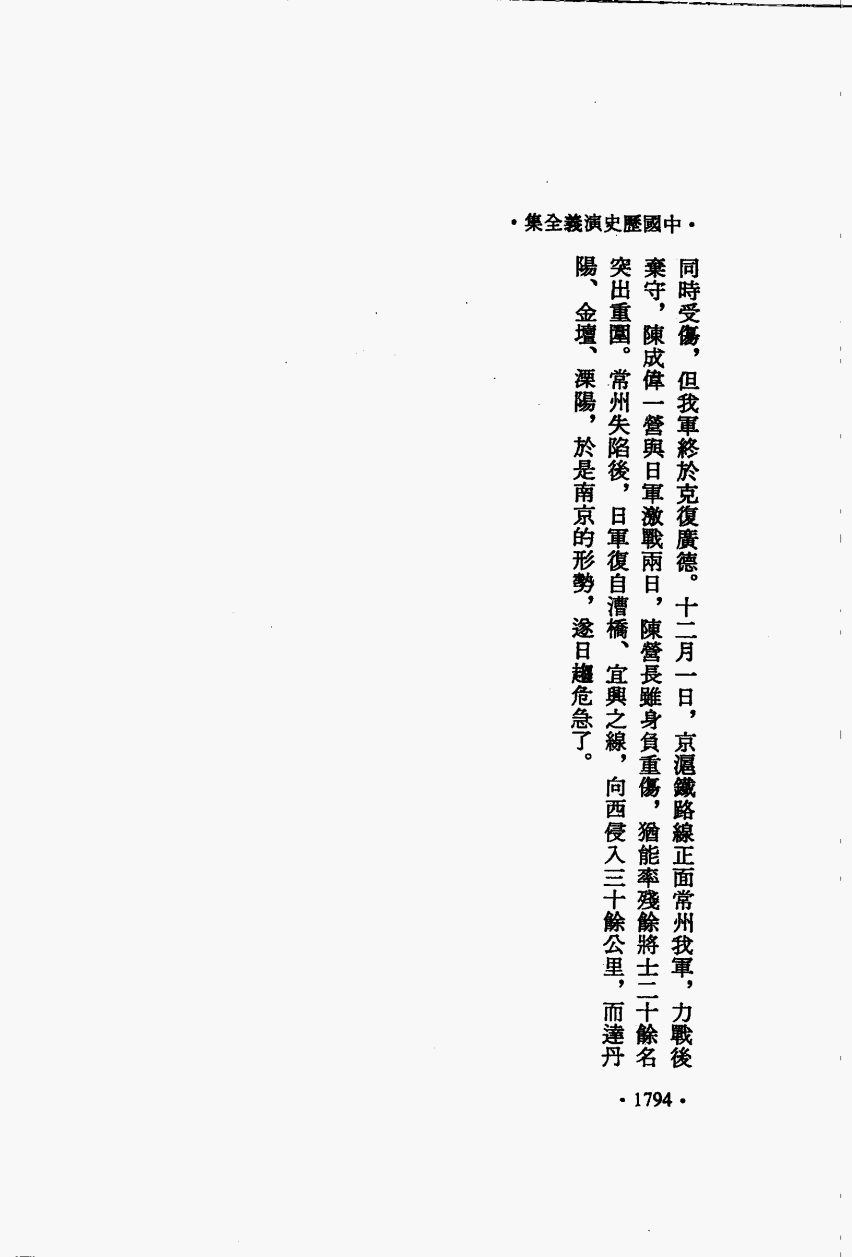 ·中國歷史演義全集·
同時受傷，但我軍終於克復廣德。十二月一日，京滬鐵路線正面常州我軍，力戰後
棄守，陳成偉一營與日軍激戰兩日，陳營長雖身負重傷，猶能率殘餘將士二十餘名
突出重圍。常州失陷後，日軍復自漕橋、宜興之線，向西侵入三十餘公里，而達丹
陽、金壇、溧陽，於是南京的形勢，遂日趨危急了。
·1794·